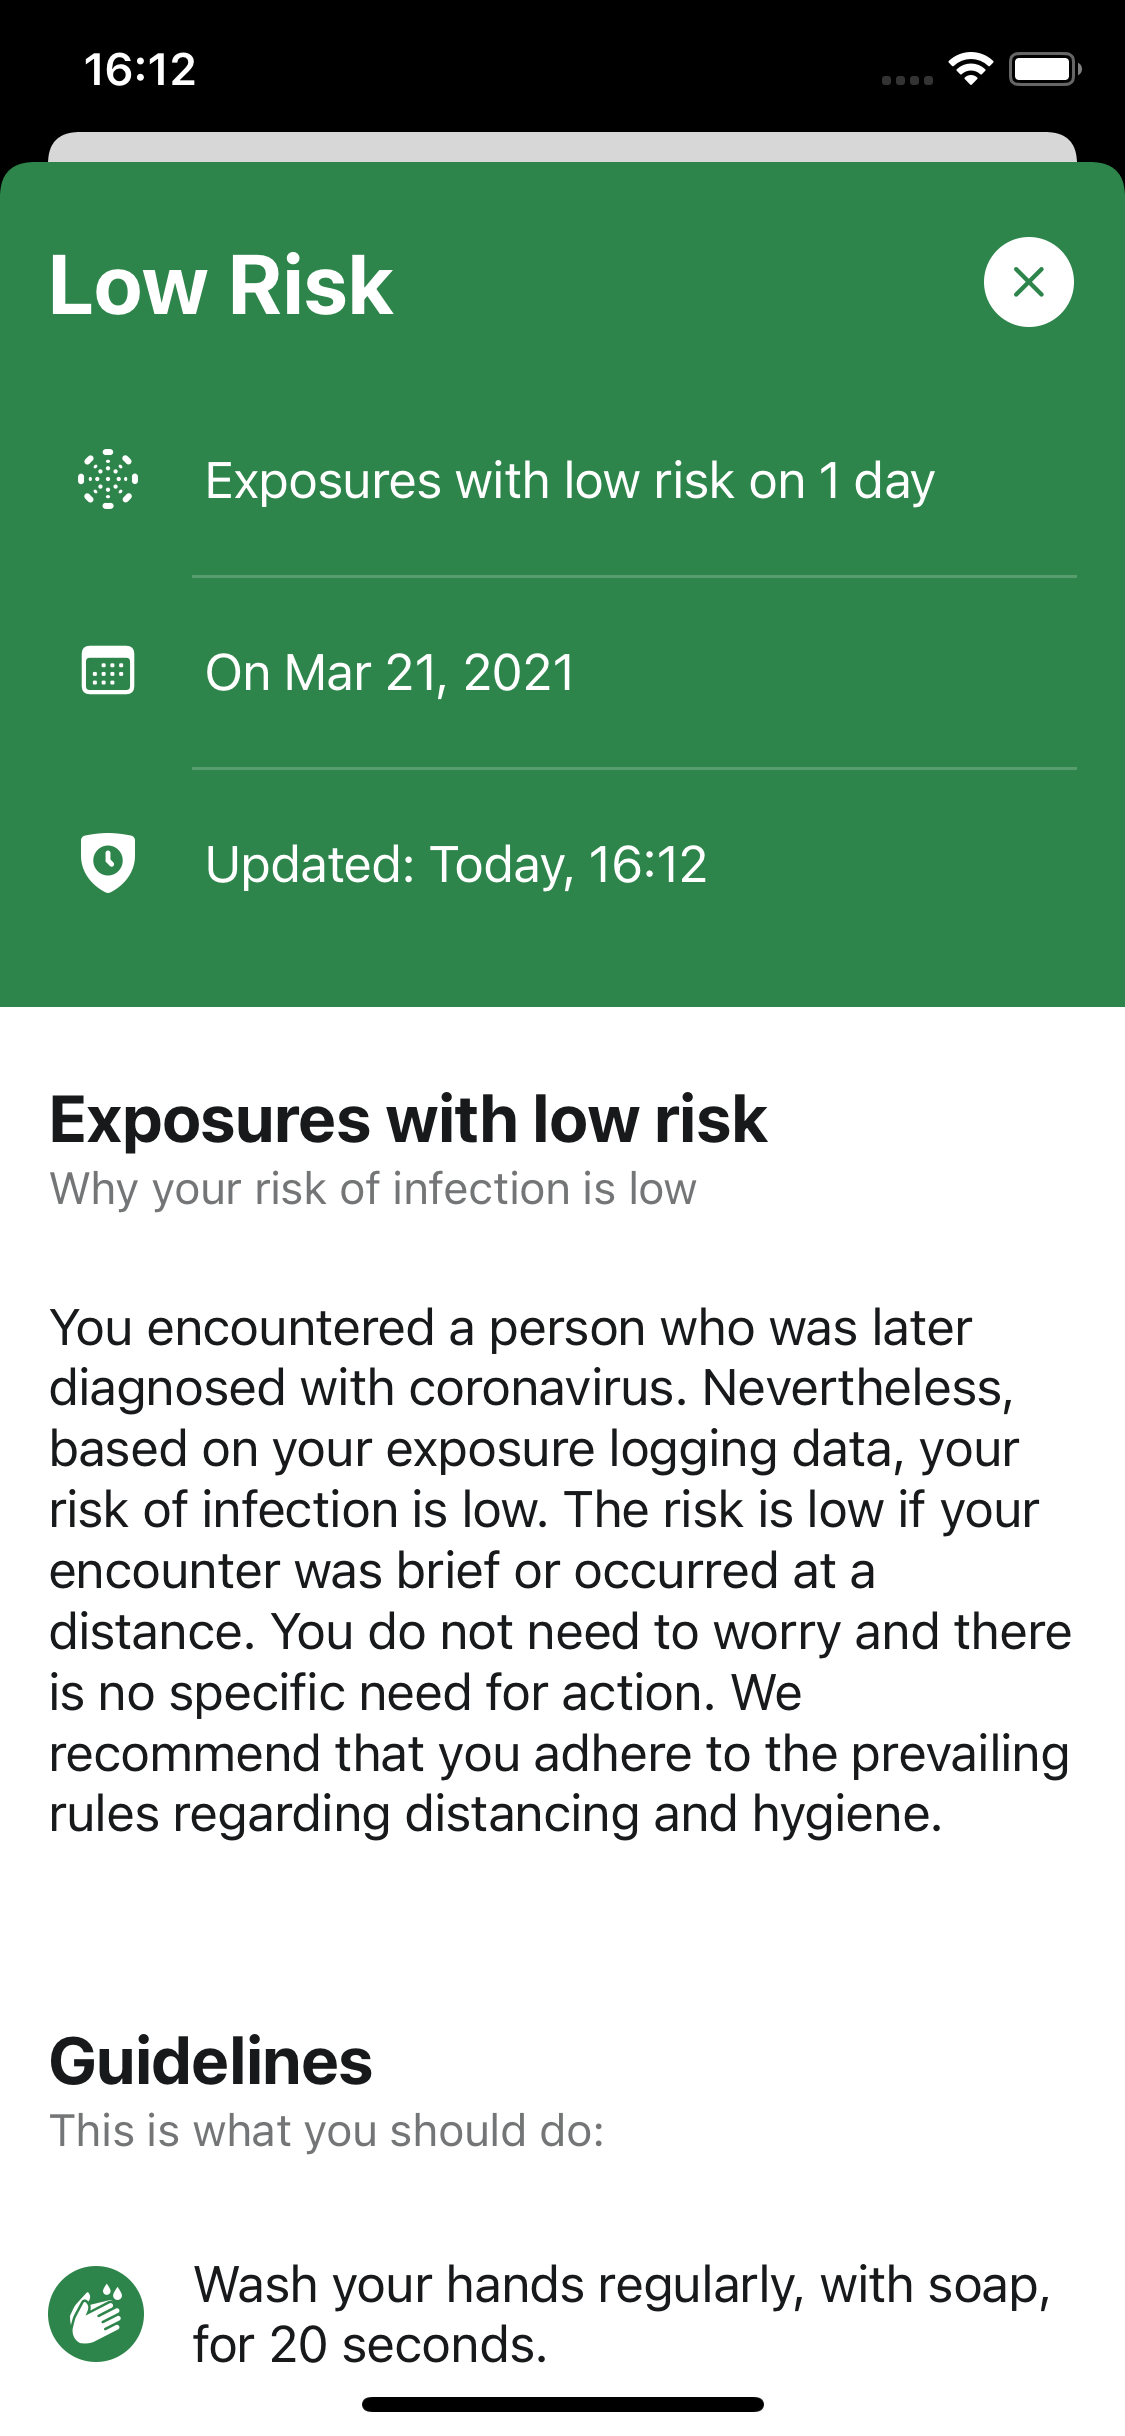 16:12
Low Risk
Exposures with low risk on 1 day
On Mar 21, 2021
Updated: Today, 16:12
Exposures with low risk
Why your risk of infection is low
You encountered a person who was later
diagnosed with coronavirus. Nevertheless,
based on your exposure logging data, your
risk of infection is low. The risk is low if your
encounter was brief or occurred at a
distance. You do not need to worry and there
is no specific need for action. We
recommend that you adhere to the prevailing
rules regarding distancing and hygiene.
Guidelines
This is what you should do:
Wash your hands regularly, with soap,
for 20 seconds.